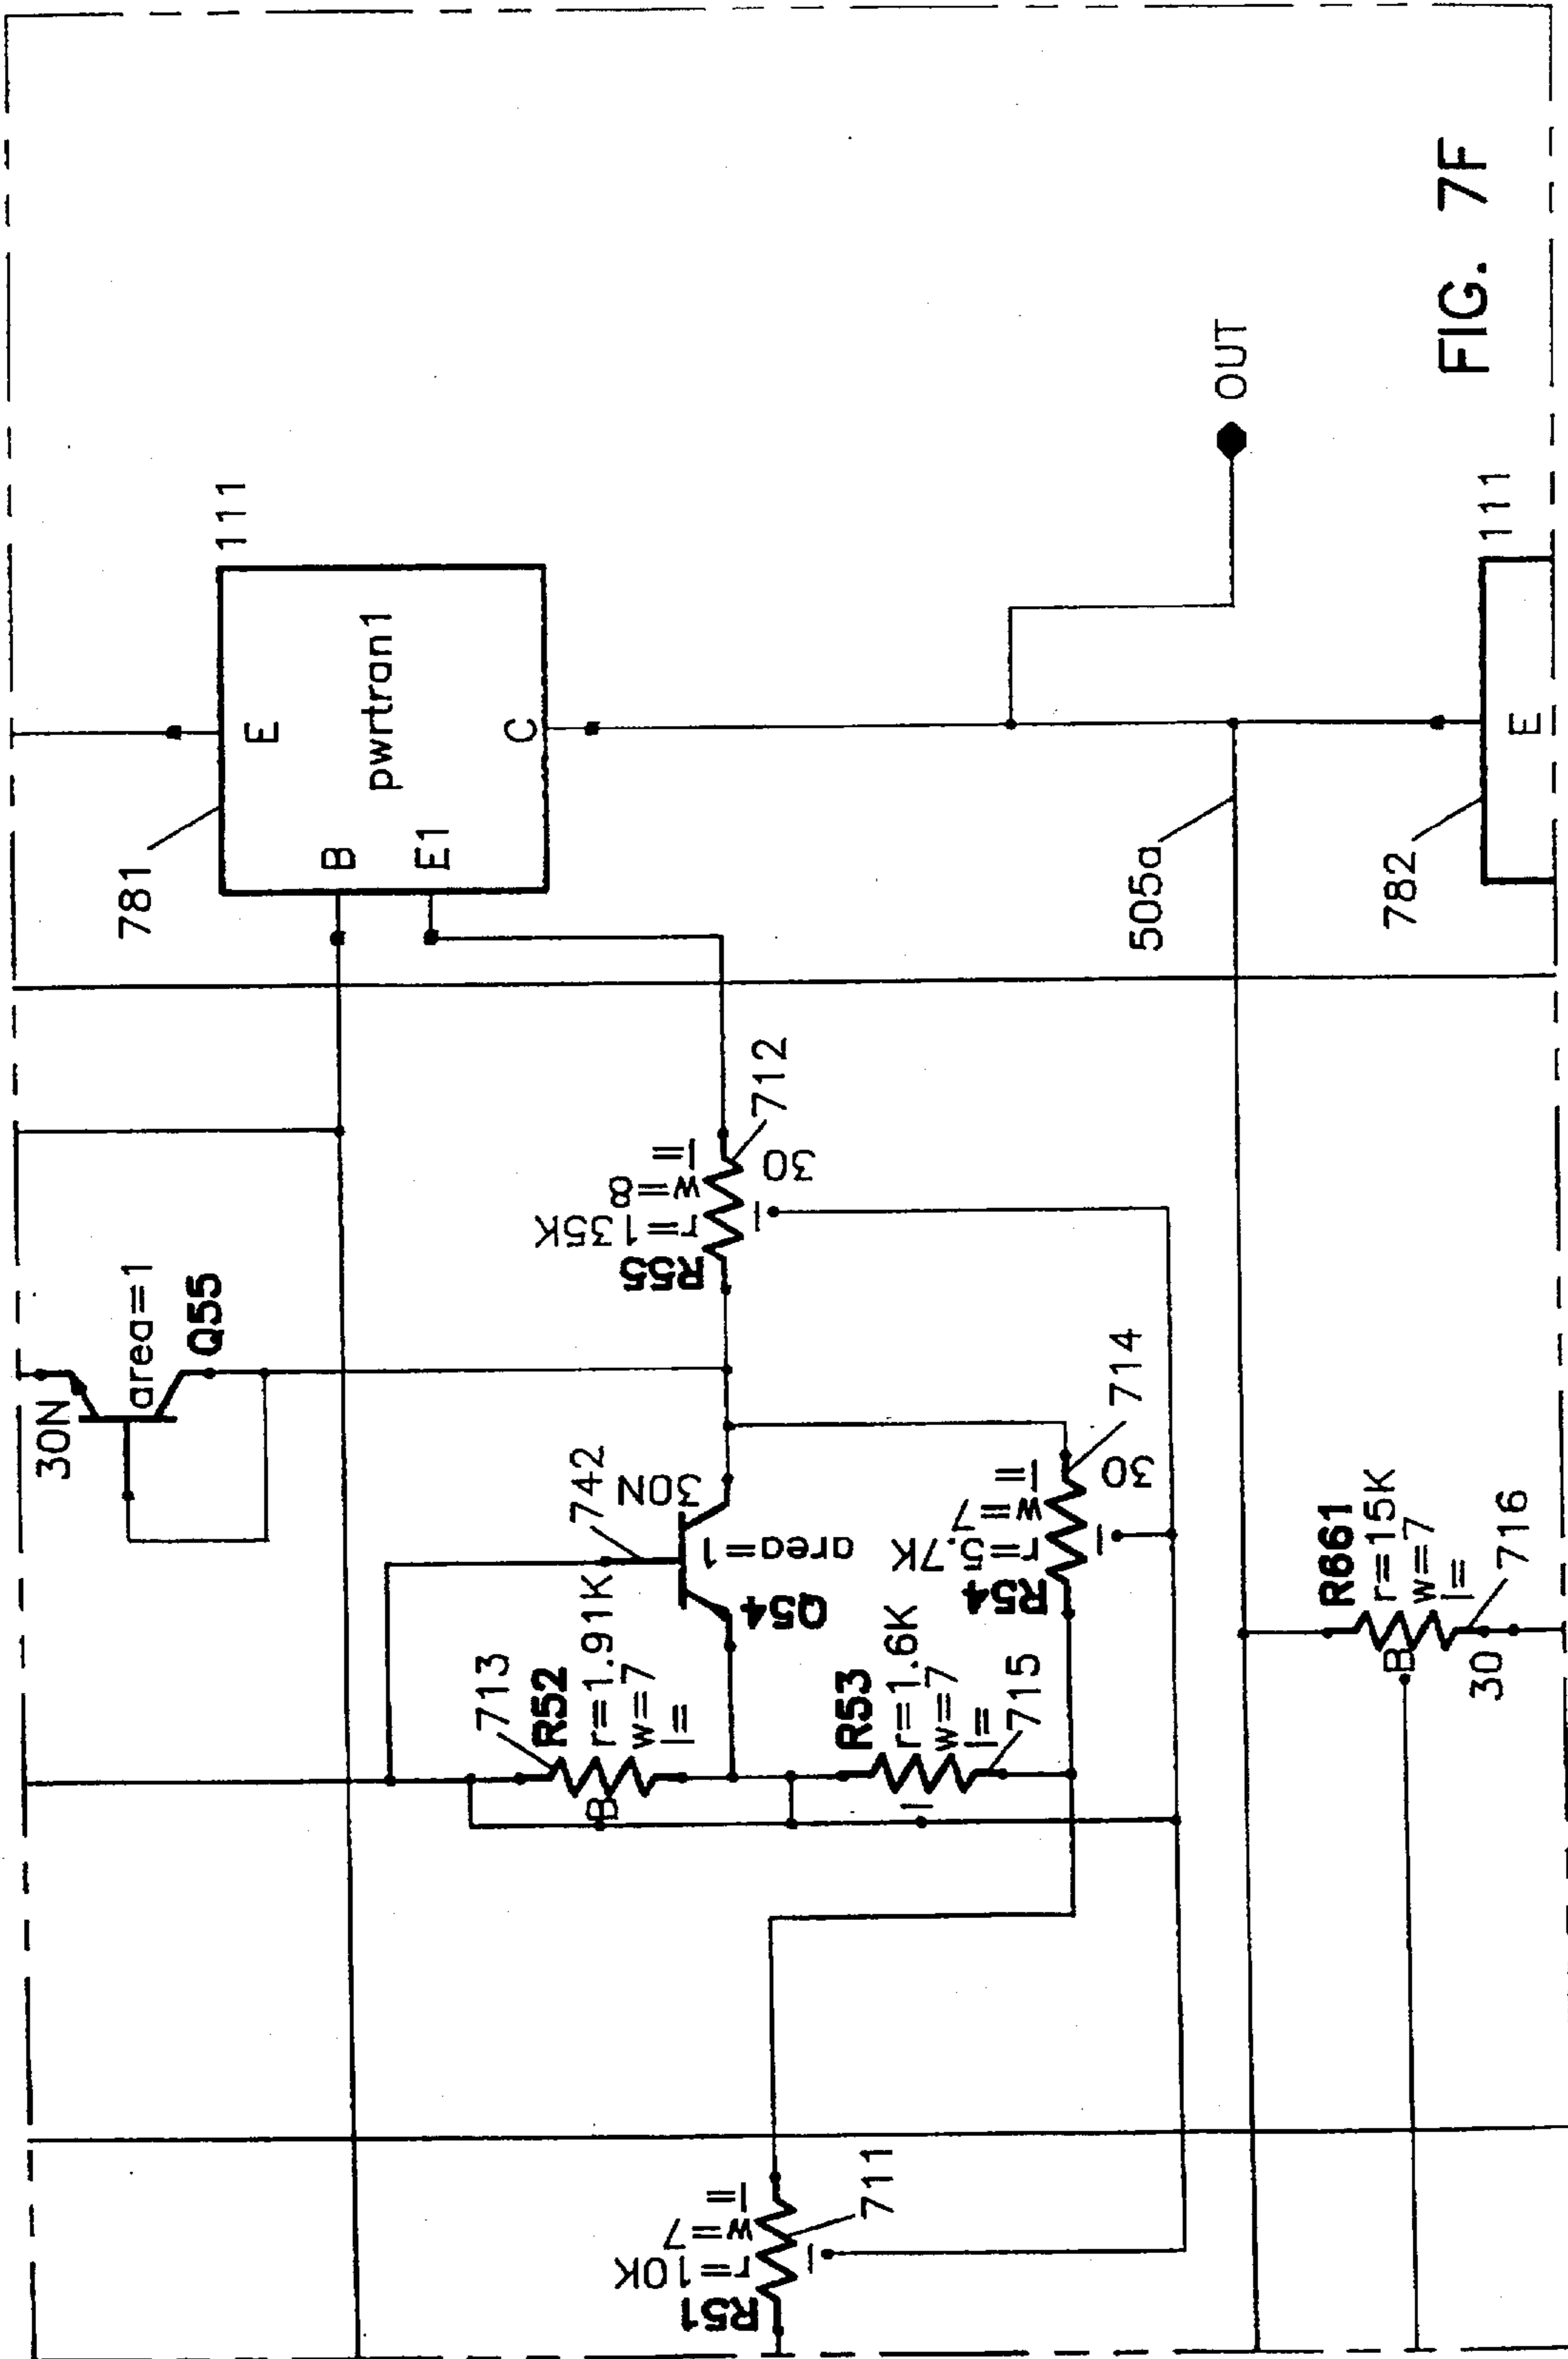 30N
area=1
Q55
781
E
111
pwrtran1
B
E1
C
742
30N
area=1
Q54
713
R52
r=1.91K
w=7
l=
B
R55
r=135K
w=8
l=
I
30
712
R51
r=10K
w=7
l=
I
711
R53
r=1.6K
w=7
l=
I
715
R54
r=5.7K
w=7
l=
I
30
714
505a
OUT
R661
r=15K
w=7
l=
B
30
716
782
E
111
FIG. 7F